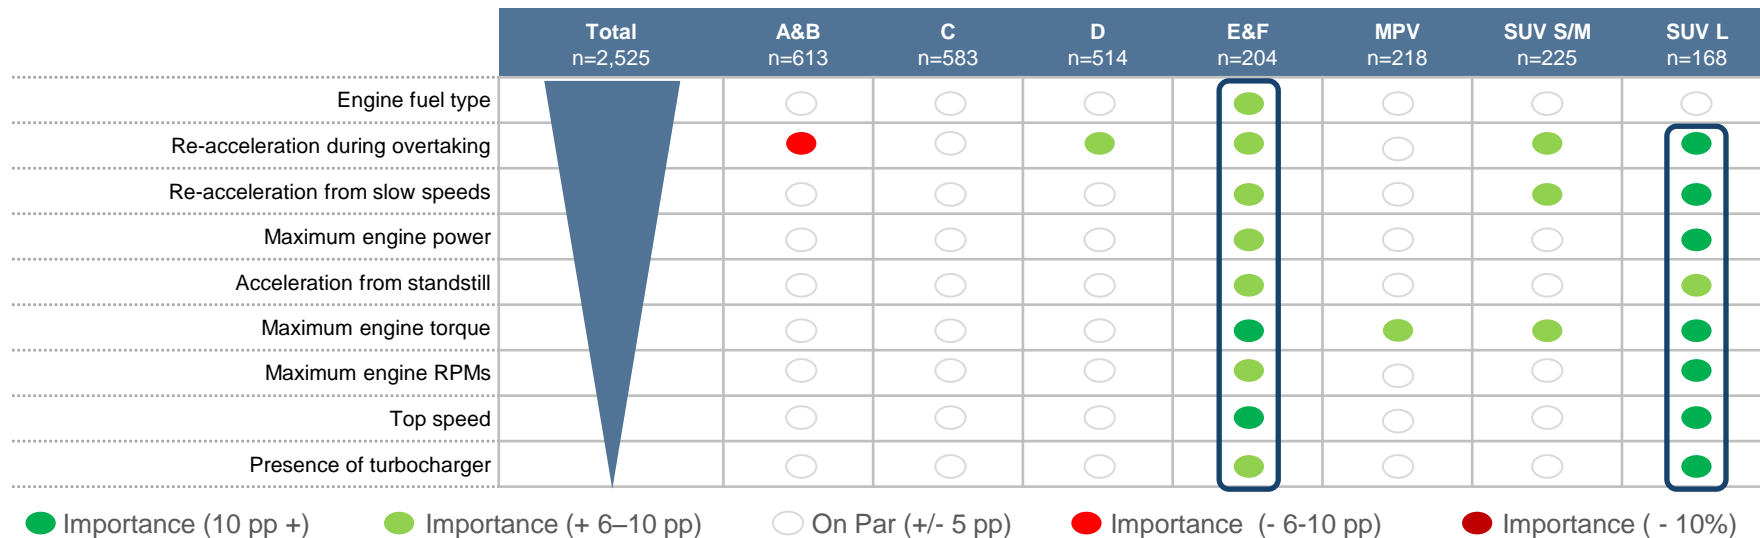 Total A&B C D E&F MPV SUV S/M SUV L
n=2,525 n=613 n=583 n=514 n=204 n=218 n=225 n=168
Engine fuel type
Re-acceleration during overtaking
Re-acceleration from slow speeds
Maximum engine power
Acceleration from standstill
Maximum engine torque
Maximum engine RPMs
Top speed
Presence of turbocharger
Importance (10 pp +) Importance (+ 6–10 pp) On Par (+/- 5 pp) Importance (- 6-10 pp) Importance ( - 10%)